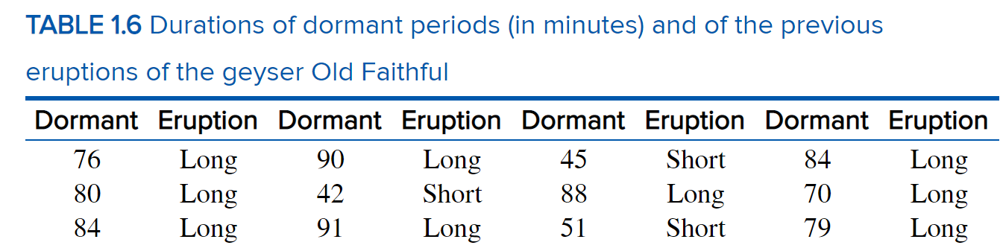 TABLE 1.6 Durations of dormant periods (in minutes) and of the previous
eruptions of the geyser Old Faithful
Dormant Eruption Dormant Eruption Dormant Eruption Dormant Eruption
76 Long 90 Long 45 Short 84 Long
80 Long 42 Short 88 Long 70 Long
84 Long 91 Long 51 Short 79 Long